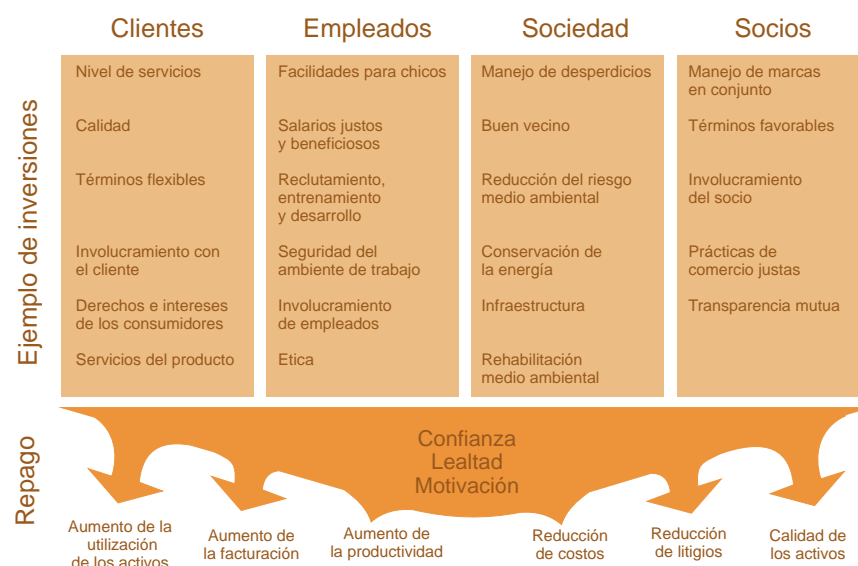 Clientes
Empleados
Sociedad
Socios
Ejemplo de inversiones
Nivel de servicios
Calidad
Términos flexibles
Involucramiento con
el cliente
Derechos e intereses
de los consumidores
Servicios del producto
Facilidades para chicos
Salarios justos
y beneficiosos
Reclutamiento,
entrenamiento
y desarrollo
Seguridad del
ambiente de trabajo
Involucramiento
de empleados
Etica
Manejo de desperdicios
Buen vecino
Reducción del riesgo
medio ambiental
Conservación de
la energía
Infraestructura
Rehabilitación
medio ambiental
Manejo de marcas
en conjunto
Términos favorables
Involucramiento
del socio
Prácticas de
comercio justas
Transparencia mutua
Repago
Confianza
Lealtad
Motivación
Aumento de la
utilización
de los activos
Aumento de
la facturación
Aumento de
la productividad
Reducción
de costos
Reducción
de litigios
Calidad de
los activos